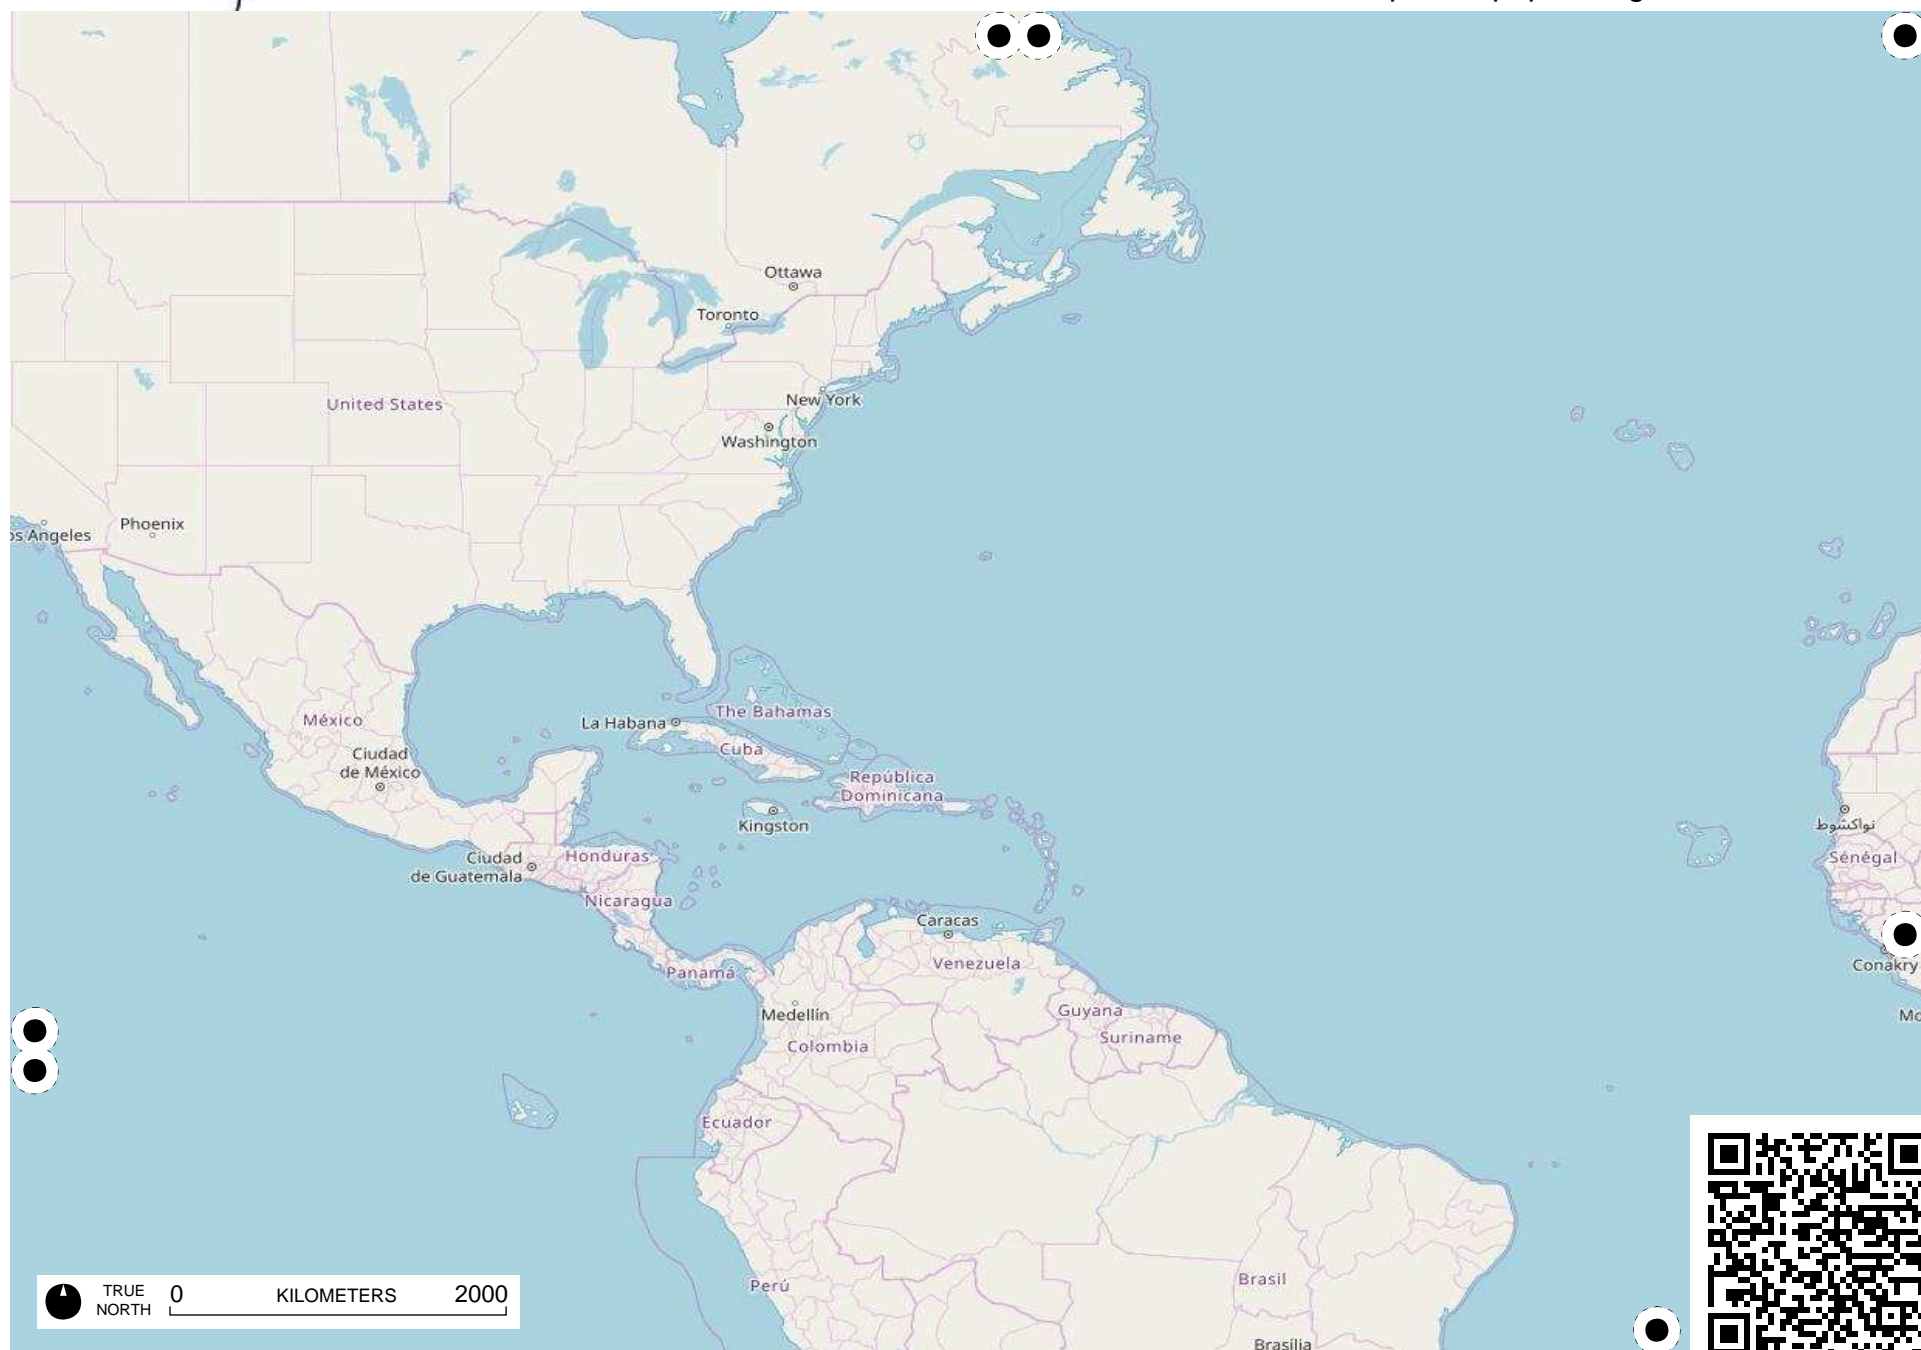 Ottawa
Toronto
New York
United States
Washington
os Angeles
Phoenix
La Habana
The Bahamas
México
Cuba
Ciudad
de México
República
Dominicana
Kingston
نواكشوط
Ciudad
de Guatemala
Honduras
Sénégal
Nicaragua
Caracas
Venezuela
Conakry
Panamá
Medellín
Guyana
Mo
Suriname
Colombia
Ecuador
Perú
Brasil
Brasília
TRUE
NORTH
0 KILOMETERS 2000